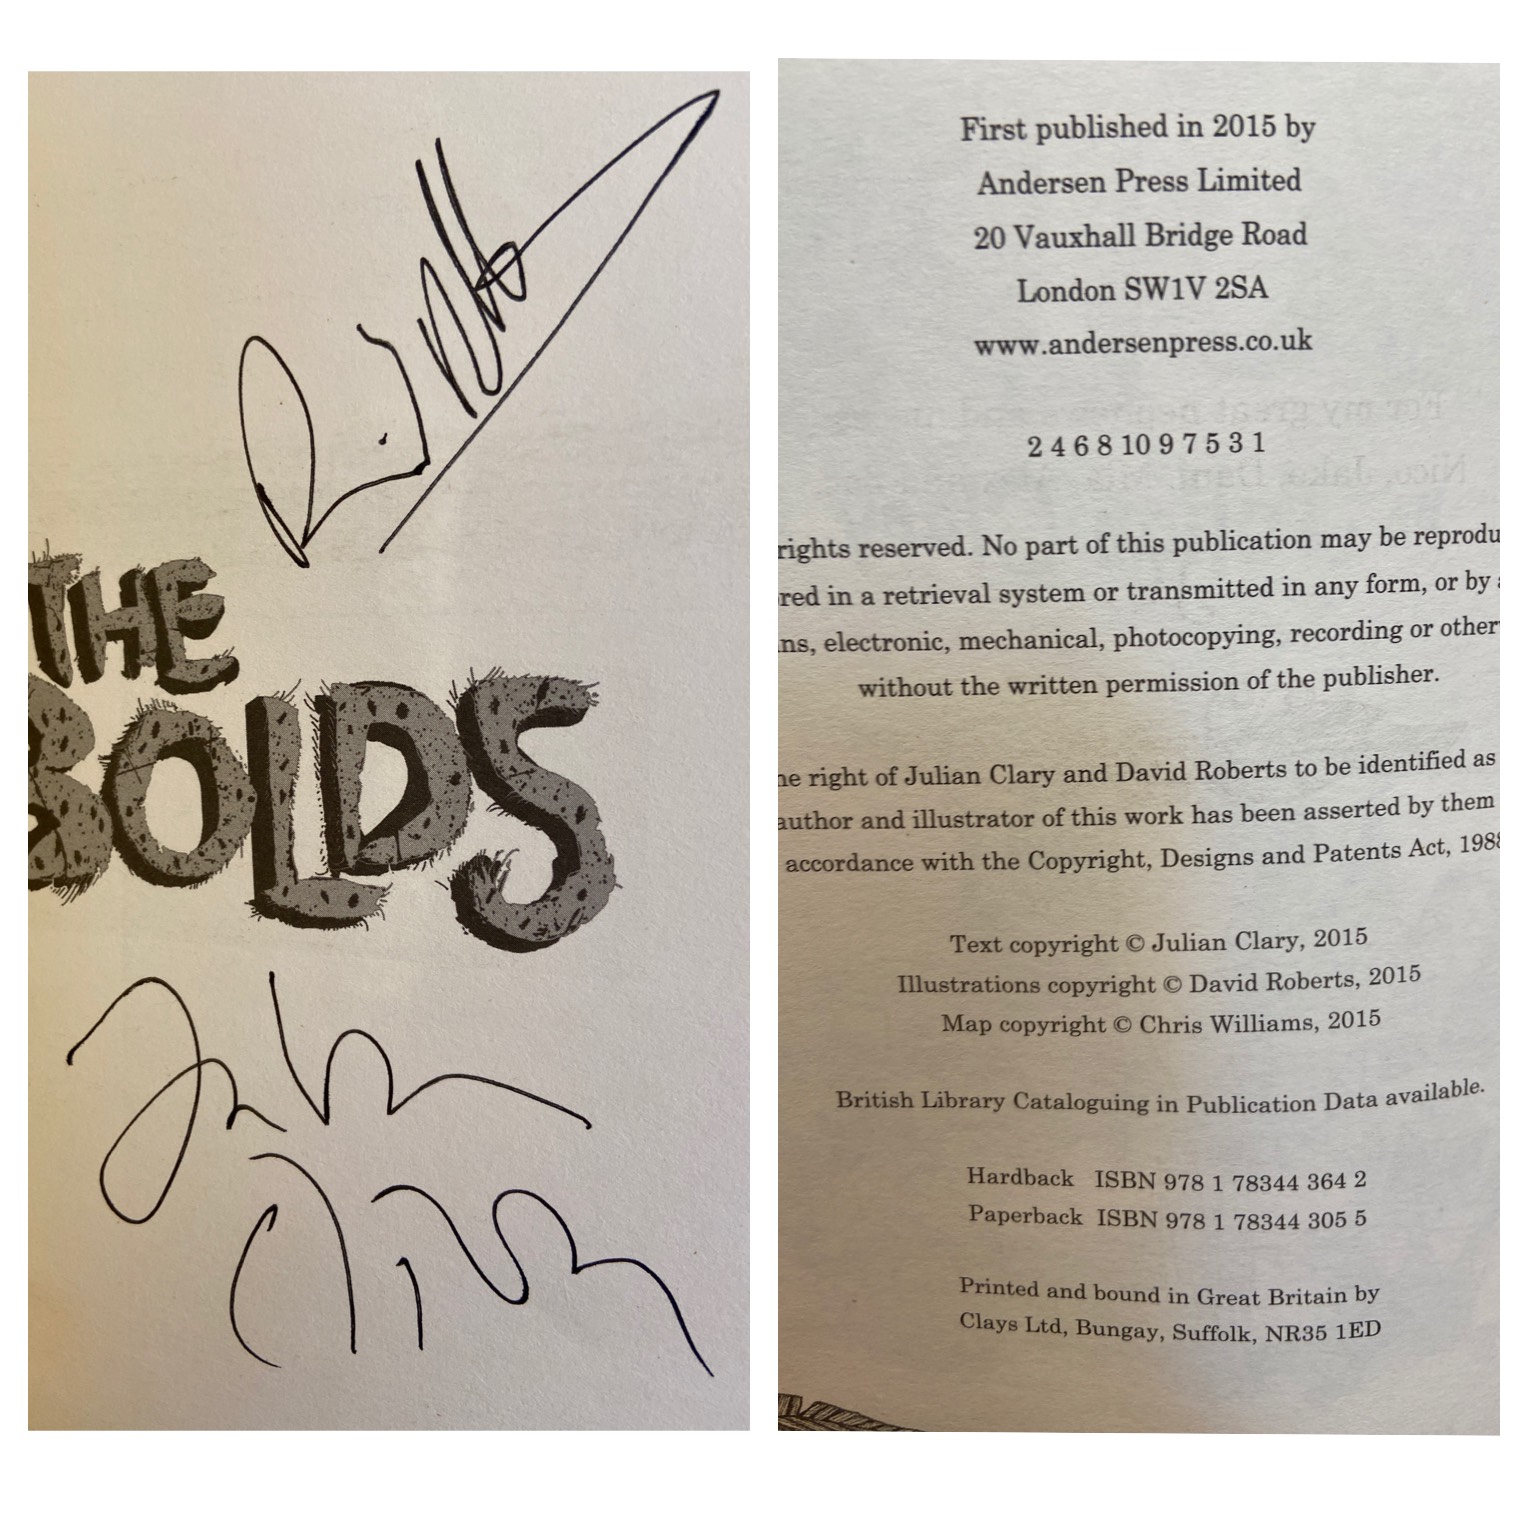 THE
BOLDS
Julian
Clary
First published in 2015 by
Andersen Press Limited
20 Vauxhall Bridge Road
London SW1V 2SA
www.andersenpress.co.uk
2 4 6 8 10 9 7 5 3 1
rights reserved. No part of this publication may be reprodu
red in a retrieval system or transmitted in any form, or by
ns, electronic, mechanical, photocopying, recording or other
without the written permission of the publisher.
he right of Julian Clary and David Roberts to be identified as
author and illustrator of this work has been asserted by them
accordance with the Copyright, Designs and Patents Act, 1988
Text copyright © Julian Clary, 2015
Illustrations copyright © David Roberts, 2015
Map copyright © Chris Williams, 2015
British Library Cataloguing in Publication Data available.
Hardback ISBN 978 1 78344 364 2
Paperback ISBN 978 1 78344 305 5
Printed and bound in Great Britain by
Clays Ltd, Bungay, Suffolk, NR35 1ED